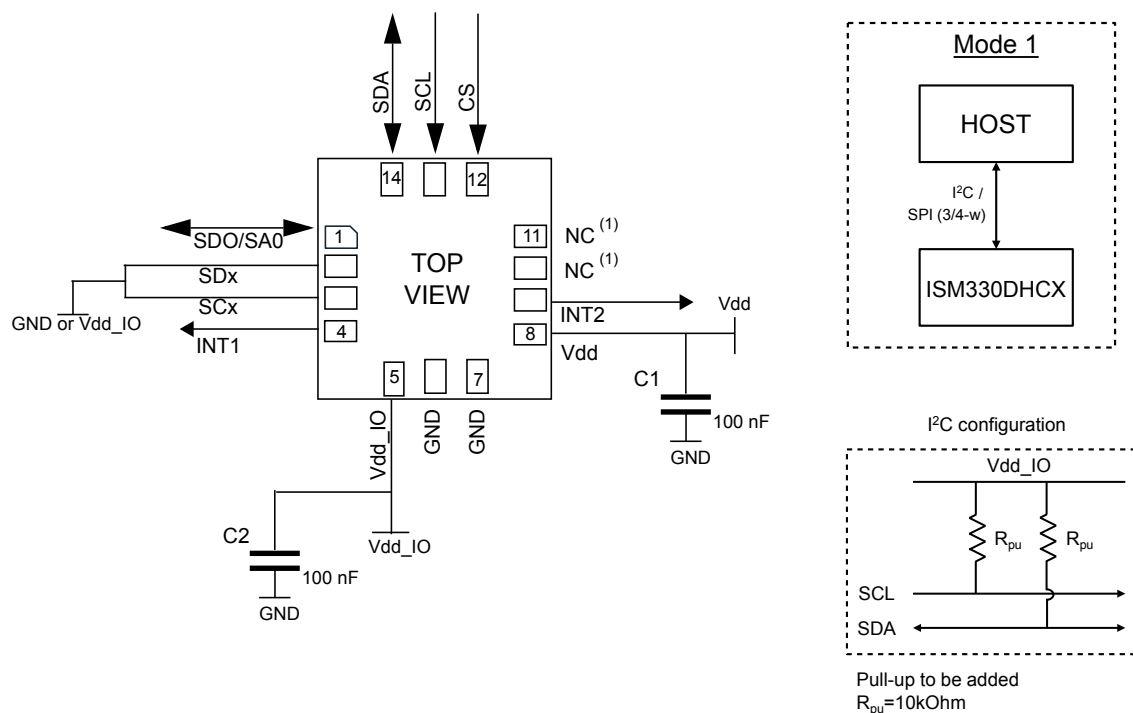 SDA
SCL
CS
14
12
1
11
NC (1)
SDO/SA0
TOP
VIEW
NC (1)
SDx
GND or Vdd_IO
SCx
INT2
Vdd
4
8
INT1
Vdd
5
7
C1
100 nF
GND
Vdd_IO
GND
GND
C2
100 nF
GND
Vdd_IO
Mode 1
HOST
I²C /
SPI (3/4-w)
ISM330DHCX
I²C configuration
Vdd_IO
Rpu
Rpu
SCL
SDA
Pull-up to be added
Rpu=10kOhm